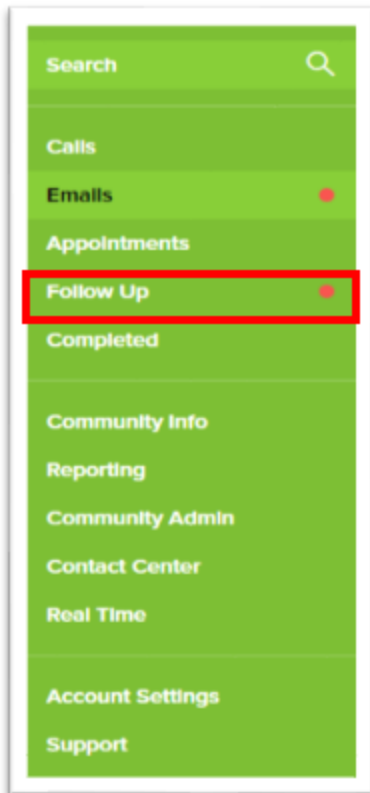 Search
Calls
Emails
Appointments
Follow Up
Completed
Community Info
Reporting
Community Admin
Contact Center
Real Time
Account Settings
Support